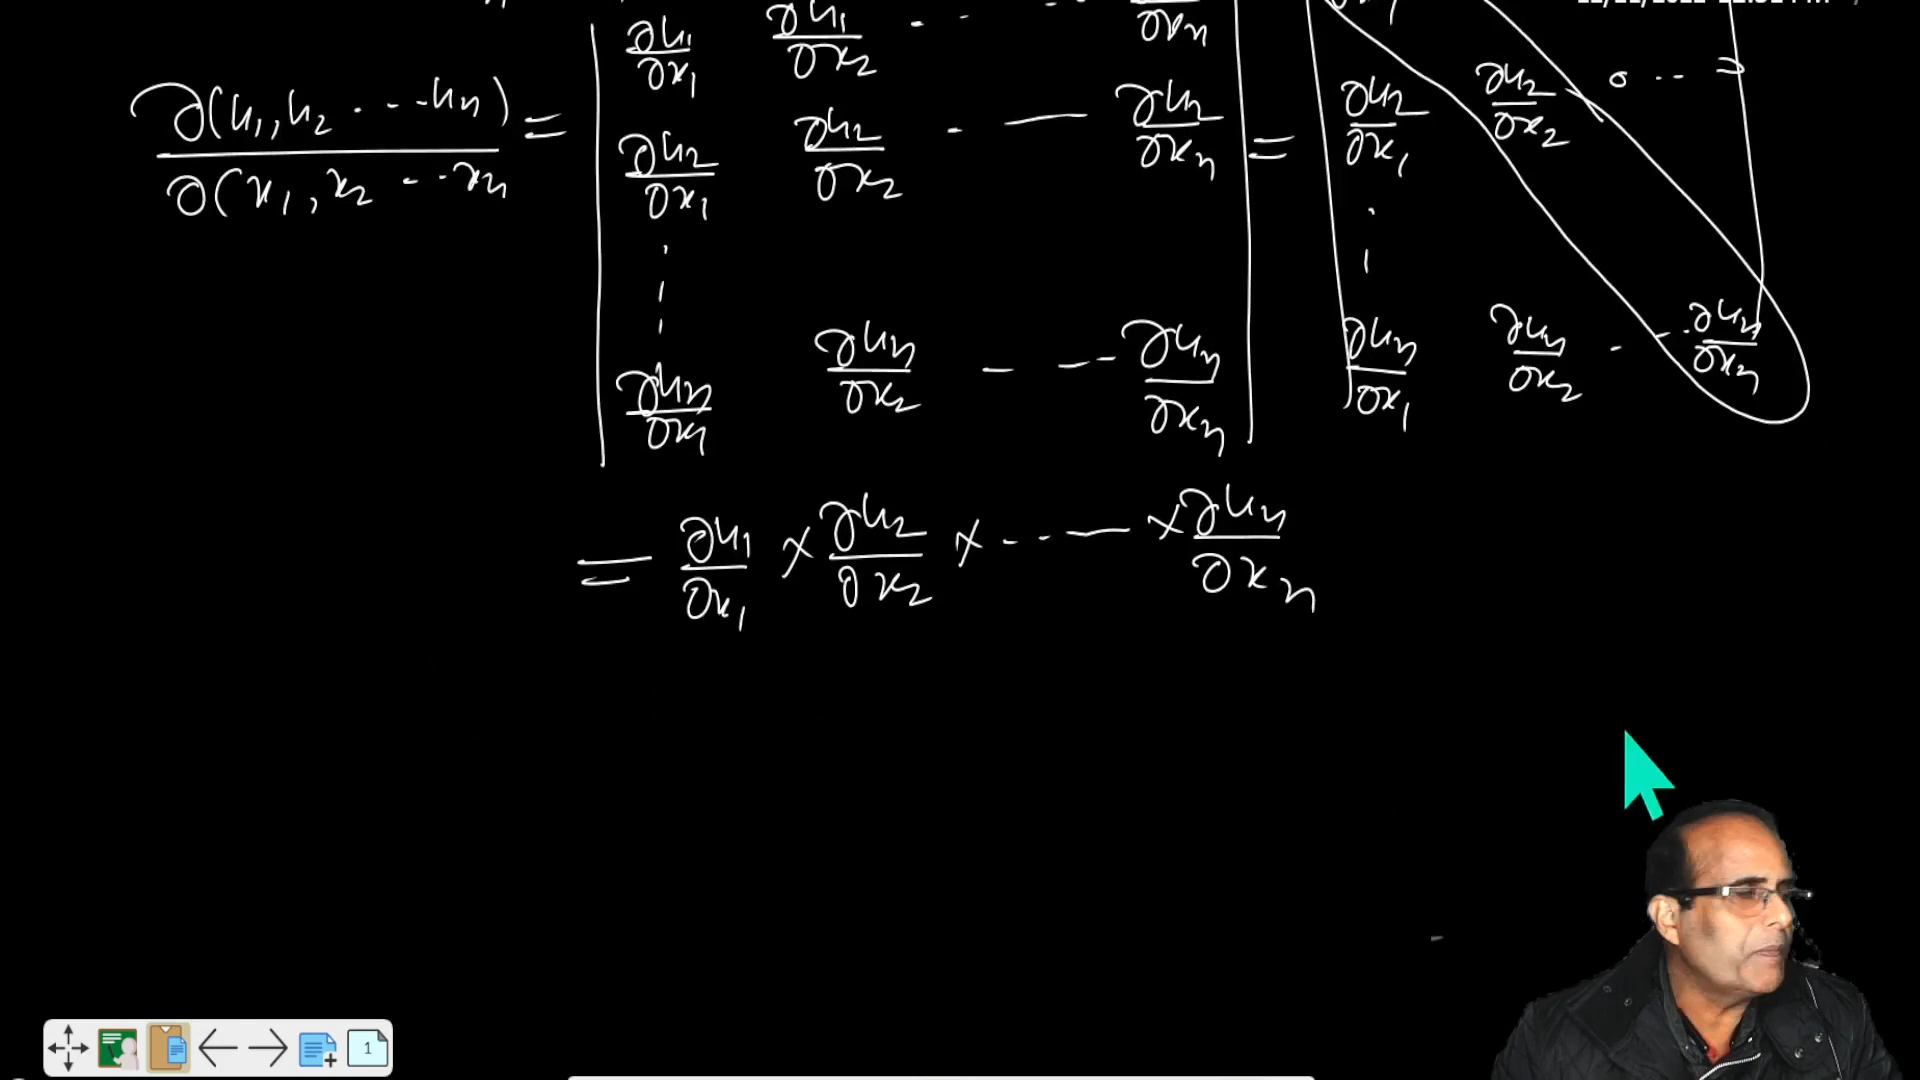 ∂u₁/∂x₁ ∂u₁/∂x₂ - - - ∂xₙ
∂(u₁, u₂ - - - uₙ)/∂(x₁, x₂ - - xₙ = | ∂u₂/∂x₁ ∂u₂/∂x₂ - — ∂u₂/∂xₙ | = | ∂u₂/∂x₁ ∂u₂/∂x₂ 0 - - =
∂uₙ/∂x₁ ∂uₙ/∂x₂ - - - ∂uₙ/∂xₙ | ∂uₙ/∂x₁ ∂uₙ/∂x₂ - - ∂uₙ/∂xₙ
= ∂u₁/∂x₁ × ∂u₂/∂x₂ × - - — × ∂uₙ/∂xₙ
1